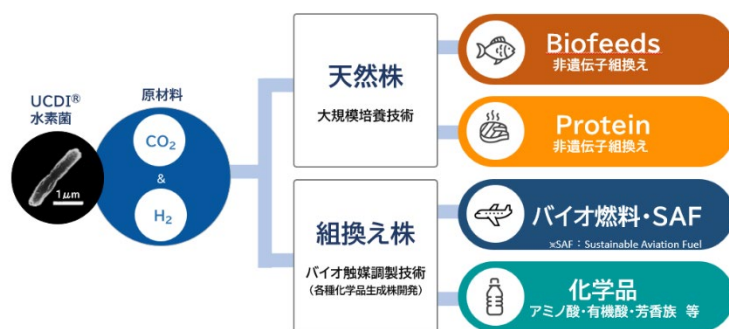 UCDI®
水素菌
1μm
原材料
CO₂
&
H₂
天然株
大規模培養技術
組換え株
バイオ触媒調製技術
（各種化学品生成株開発）
Biofeeds
非遺伝子組換え
Protein
非遺伝子組換え
バイオ燃料・SAF
※SAF：Sustainable Aviation Fuel
化学品
アミノ酸・有機酸・芳香族 等